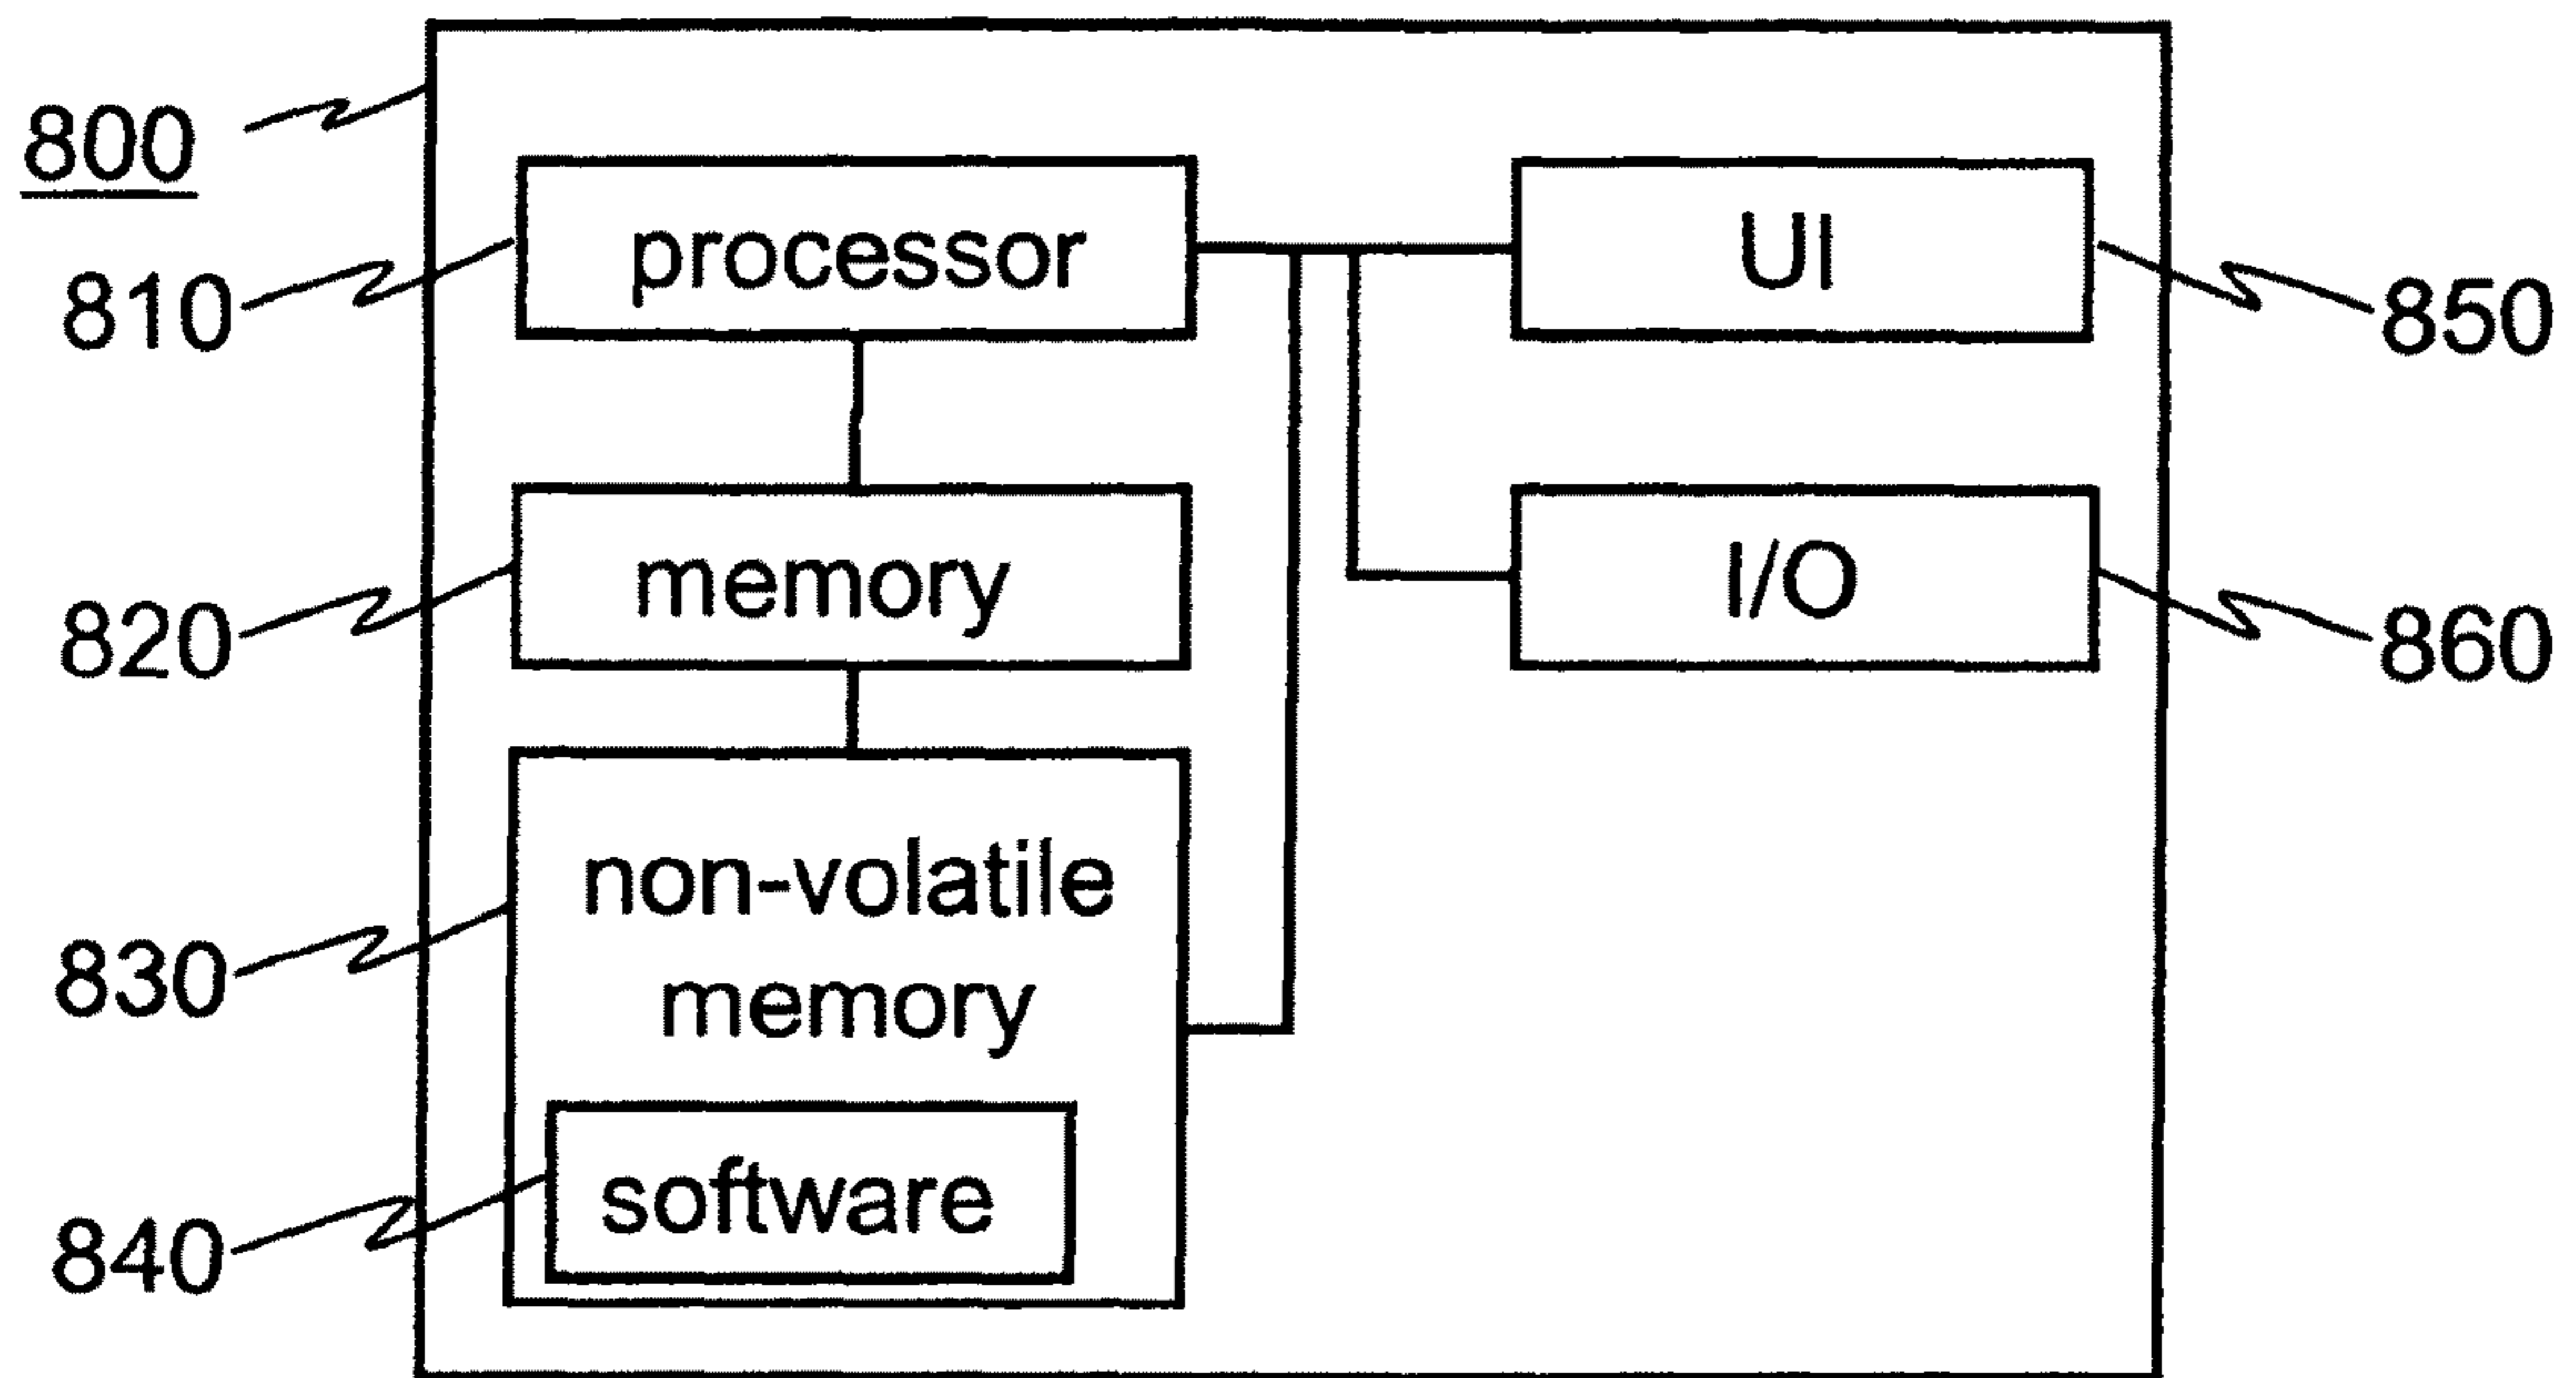 800
810
processor
UI
850
820
memory
I/O
860
830
non-volatile
memory
840
software